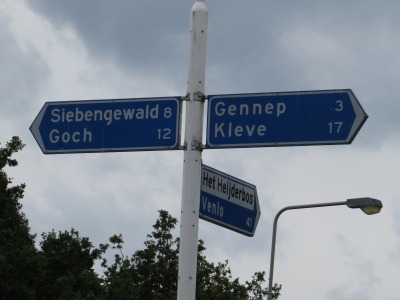 Siebengewald 8
Goch 12
Gennep 3
Kleve 17
Het Heijderbos
Venlo